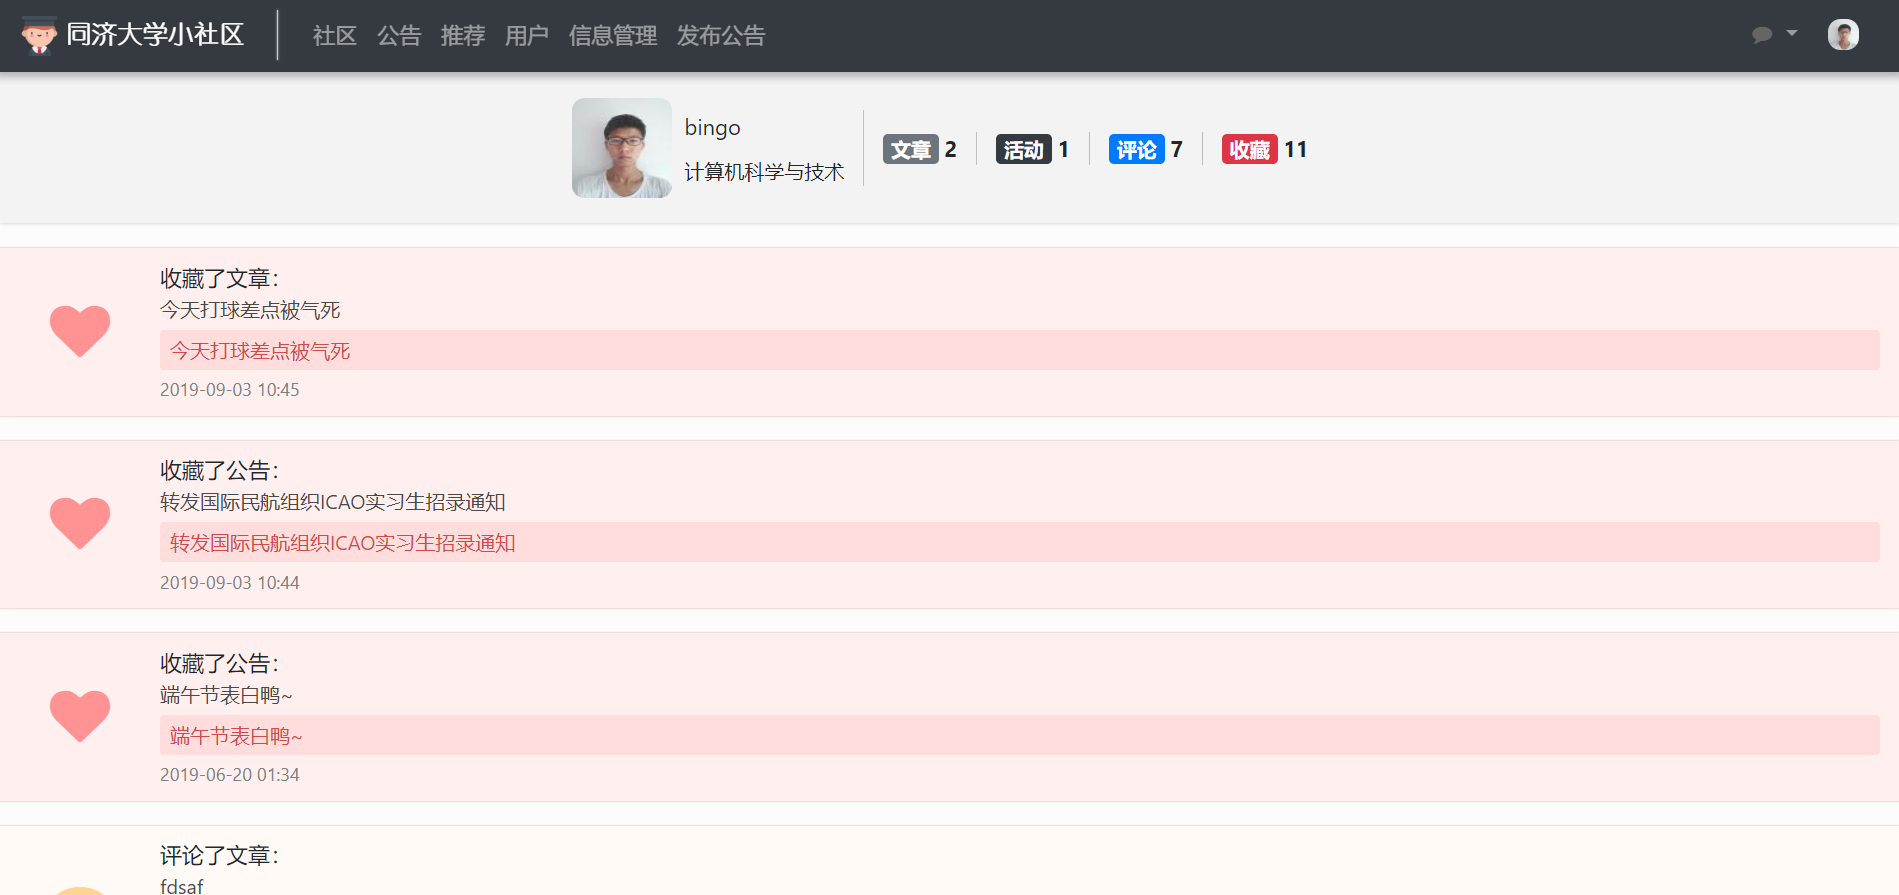 同济大学小社区 社区 公告 推荐 用户 信息管理 发布公告
bingo
计算机科学与技术
文章 2 活动 1 评论 7 收藏 11
收藏了文章：
今天打球差点被气死
今天打球差点被气死
2019-09-03 10:45
收藏了公告：
转发国际民航组织ICAO实习生招录通知
转发国际民航组织ICAO实习生招录通知
2019-09-03 10:44
收藏了公告：
端午节表白鸭~
端午节表白鸭~
2019-06-20 01:34
评论了文章：
fdsaf